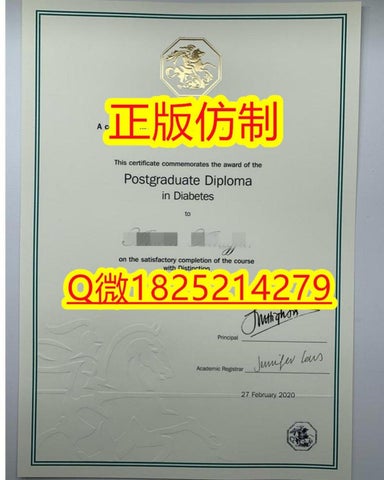 A c
正版仿制
This certificate commemorates the award of the
Postgraduate Diploma
in Diabetes
to
on the satisfactory completion of the course
with Distinction
Q微1825214279
Principal
Academic Registrar
27 February 2020